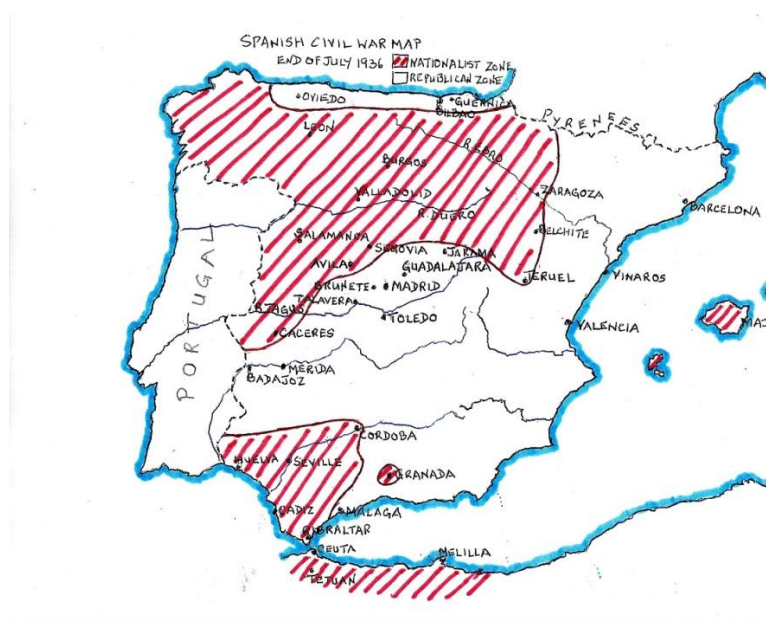 SPANISH CIVIL WAR MAP
END OF JULY 1936
NATIONALIST ZONE
REPUBLICAN ZONE
OVIEDO
GUERNICA
BILBAO
PYRENEES
LEON
R.EBRO
BURGOS
VALLADOLID
ZARAGOZA
BARCELONA
R.DUERO
BELCHITE
SALAMANCA
SEGOVIA
JARAMA
AVILA
GUADALAJARA
TERUEL
VINAROS
BRUNETE
MADRID
TALAVERA
R.TAGUS
TOLEDO
VALENCIA
MAJ
CACERES
PORTUGAL
MERIDA
BADAJOZ
CORDOBA
HUELVA
SEVILLE
GRANADA
CADIZ
MALAGA
GIBRALTAR
CEUTA
MELILLA
TETUAN